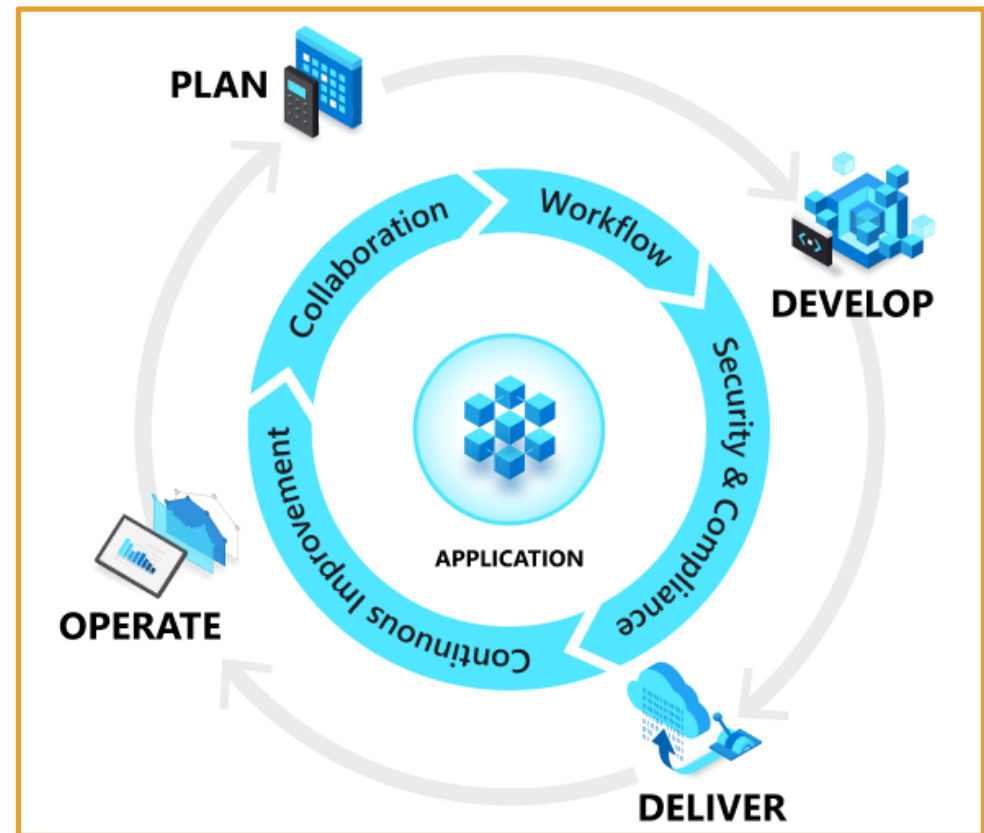 PLAN
DEVELOP
DELIVER
OPERATE
Collaboration
Workflow
Security & Compliance
Continuous Improvement
APPLICATION